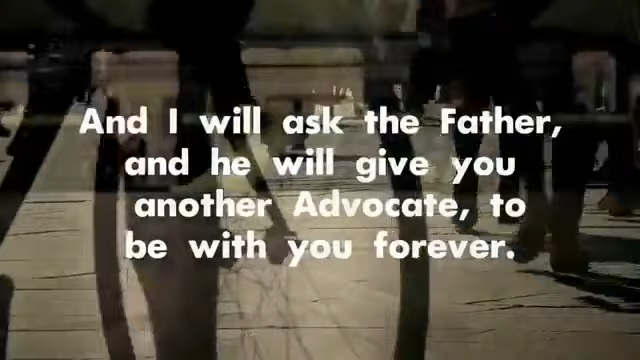 And I will ask the Father,
and he will give you
another Advocate, to
be with you forever.